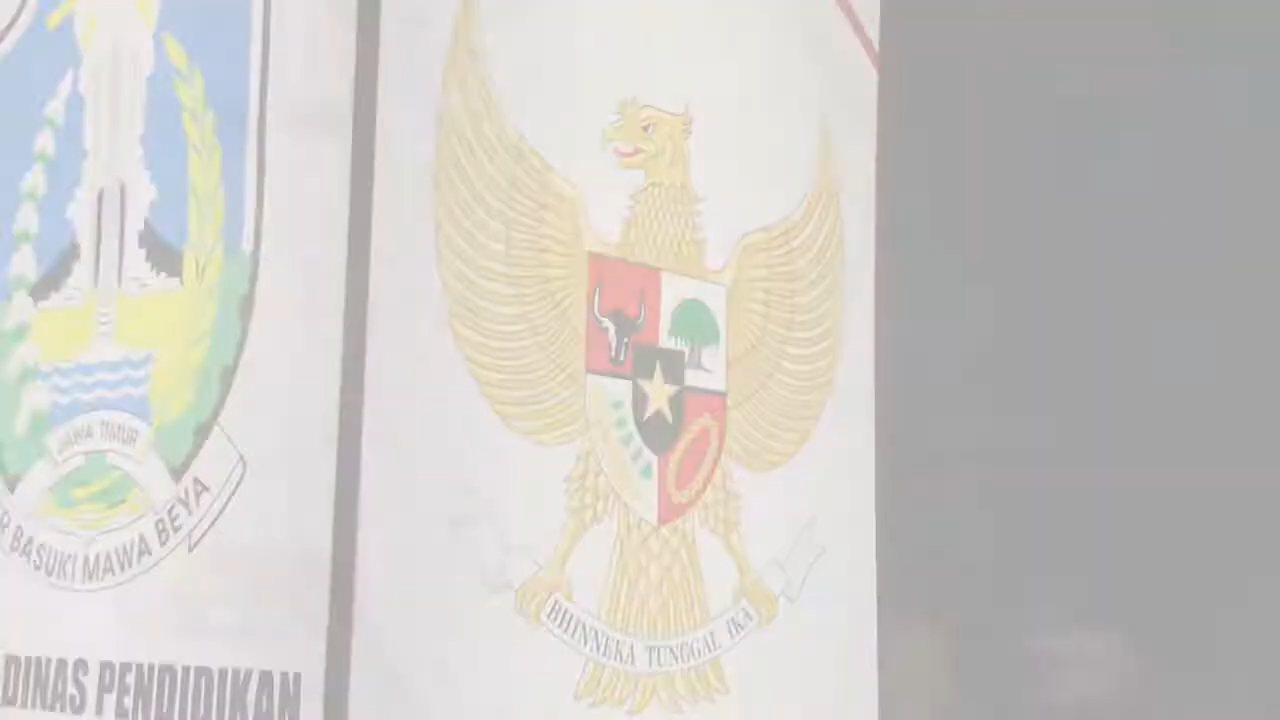 JAWA TIMUR
R BASUKI MAWA BEYA
DINAS PENDIDIKAN
BHINNEKA TUNGGAL IKA